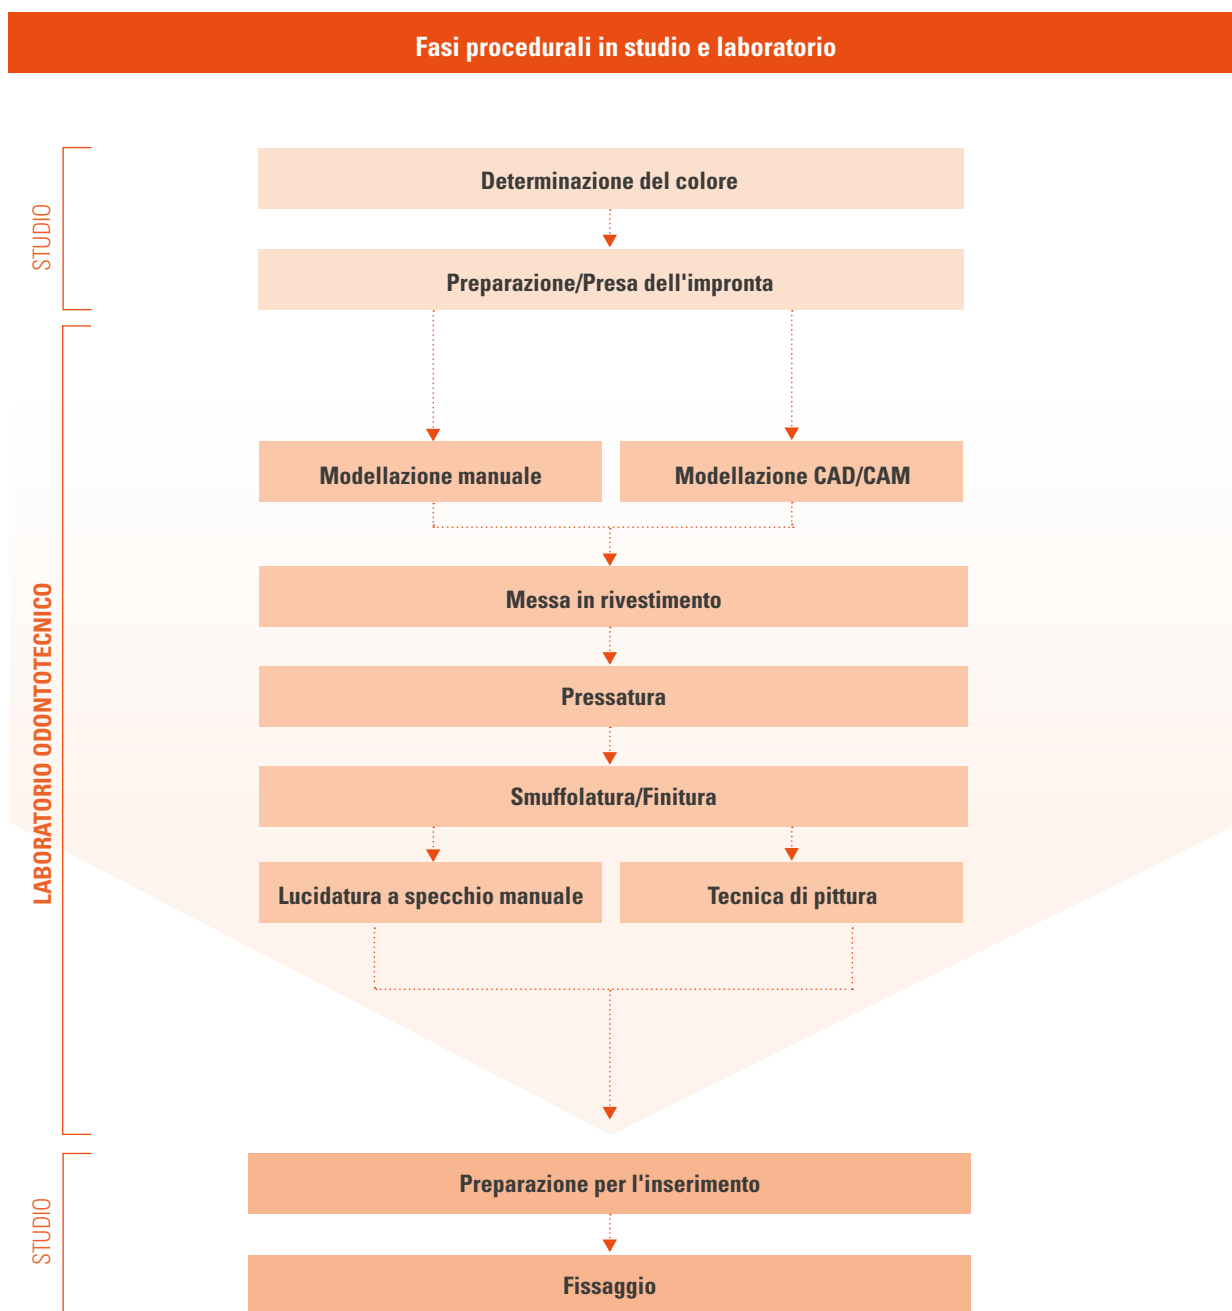 Fasi procedurali in studio e laboratorio
STUDIO
Determinazione del colore
Preparazione/Presa dell'impronta
LABORATORIO ODONTOTECNICO
Modellazione manuale
Modellazione CAD/CAM
Messa in rivestimento
Pressatura
Smuffolatura/Finitura
Lucidatura a specchio manuale
Tecnica di pittura
STUDIO
Preparazione per l'inserimento
Fissaggio